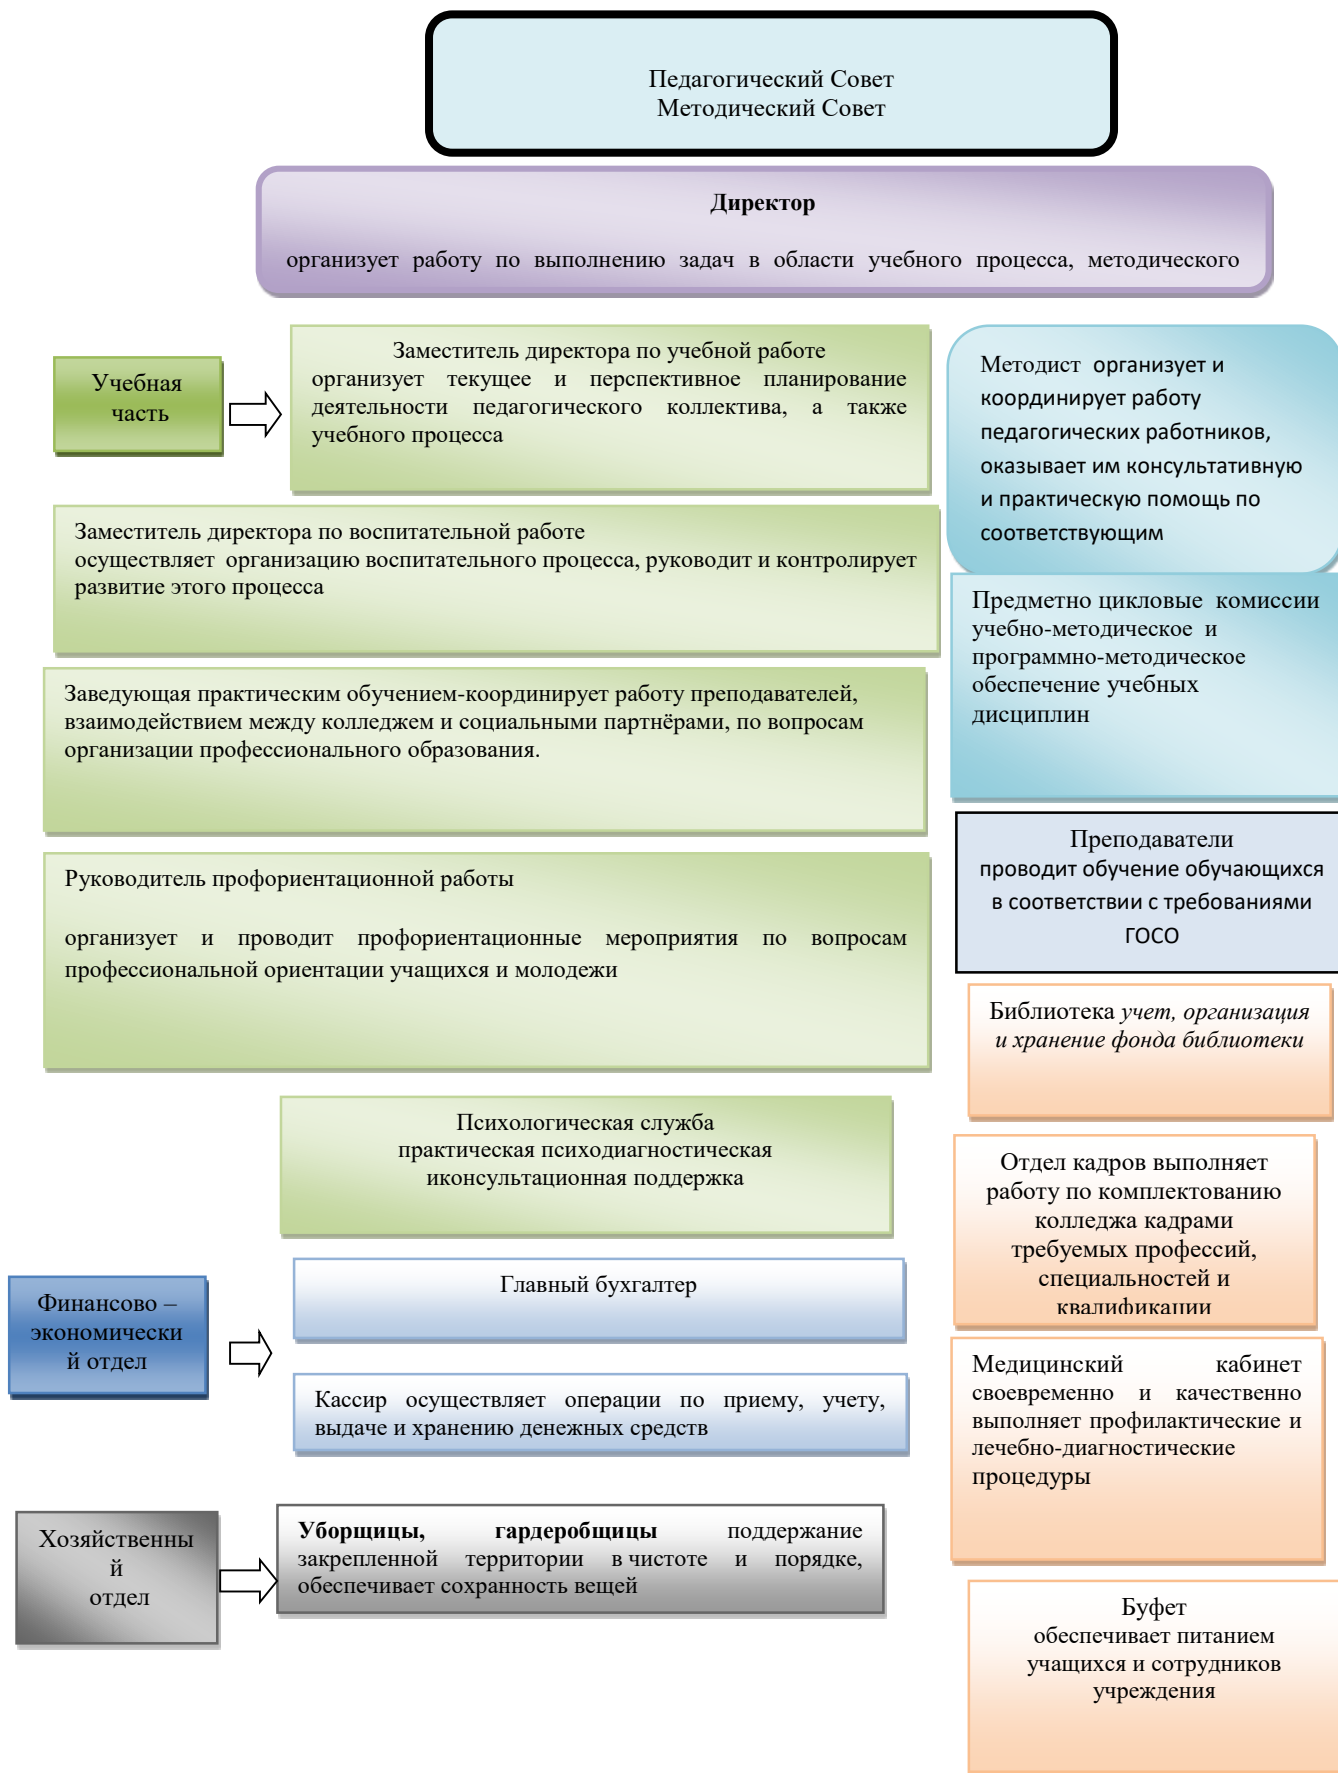 Педагогический Совет
Методический Совет
Директор
организует работу по выполнению задач в области учебного процесса, методического
Учебная
часть
Заместитель директора по учебной работе
организует текущее и перспективное планирование
деятельности педагогического коллектива, а также
учебного процесса
Заместитель директора по воспитательной работе
осуществляет организацию воспитательного процесса, руководит и контролирует
развитие этого процесса
Заведующая практическим обучением-координирует работу преподавателей,
взаимодействием между колледжем и социальными партнёрами, по вопросам
организации профессионального образования.
Руководитель профориентационной работы
организует и проводит профориентационные мероприятия по вопросам
профессиональной ориентации учащихся и молодежи
Психологическая служба
практическая психодиагностическая
иконсультационная поддержка
Финансово –
экономически
й отдел
Главный бухгалтер
Кассир осуществляет операции по приему, учету,
выдаче и хранению денежных средств
Хозяйственны
й
отдел
Уборщицы, гардеробщицы поддержание
закрепленной территории в чистоте и порядке,
обеспечивает сохранность вещей
Методист организует и
координирует работу
педагогических работников,
оказывает им консультативную
и практическую помощь по
соответствующим
Предметно цикловые комиссии
учебно-методическое и
программно-методическое
обеспечение учебных
дисциплин
Преподаватели
проводит обучение обучающихся
в соответствии с требованиями
ГОСО
Библиотека учет, организация
и хранение фонда библиотеки
Отдел кадров выполняет
работу по комплектованию
колледжа кадрами
требуемых профессий,
специальностей и
квалификации
Медицинский кабинет
своевременно и качественно
выполняет профилактические и
лечебно-диагностические
процедуры
Буфет
обеспечивает питанием
учащихся и сотрудников
учреждения